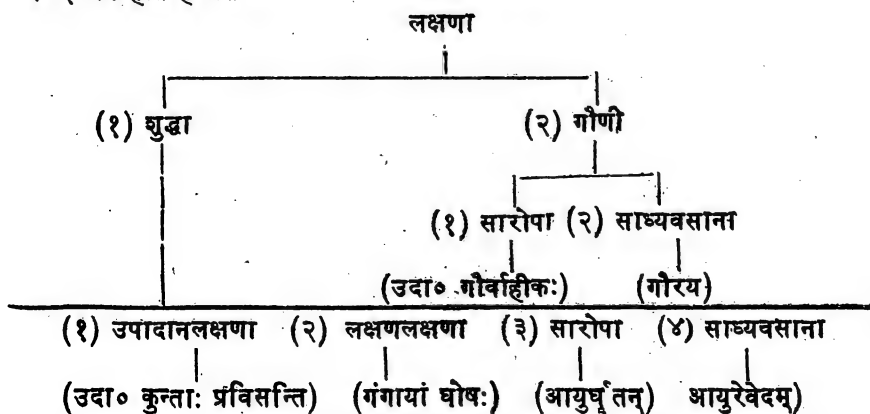 लक्षणा
(१) शुद्धा (२) गौणी
(१) सारोपा (२) साध्यवसाना
(उदा० गौर्वाहीकः) (गौरय)
(१) उपादानलक्षणा (२) लक्षणलक्षणा (३) सारोपा (४) साध्यवसाना
(उदा० कुन्ताः प्रविसन्ति) (गंगायां घोषः) (आयुर्घृतन्) आयुरेवेदम्)